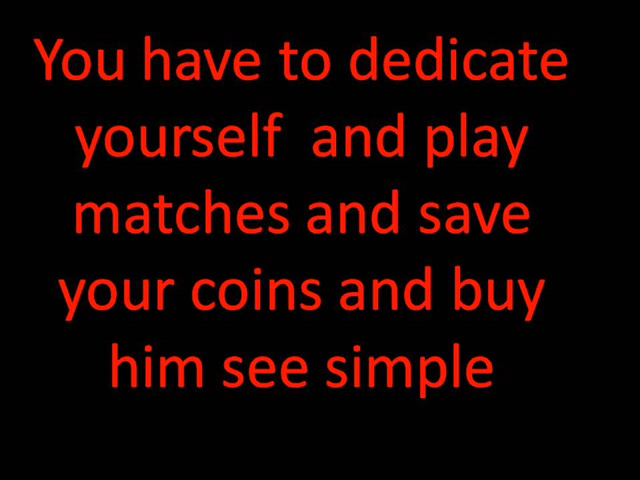 You have to dedicate
yourself  and play
matches and save
your coins and buy
him see simple